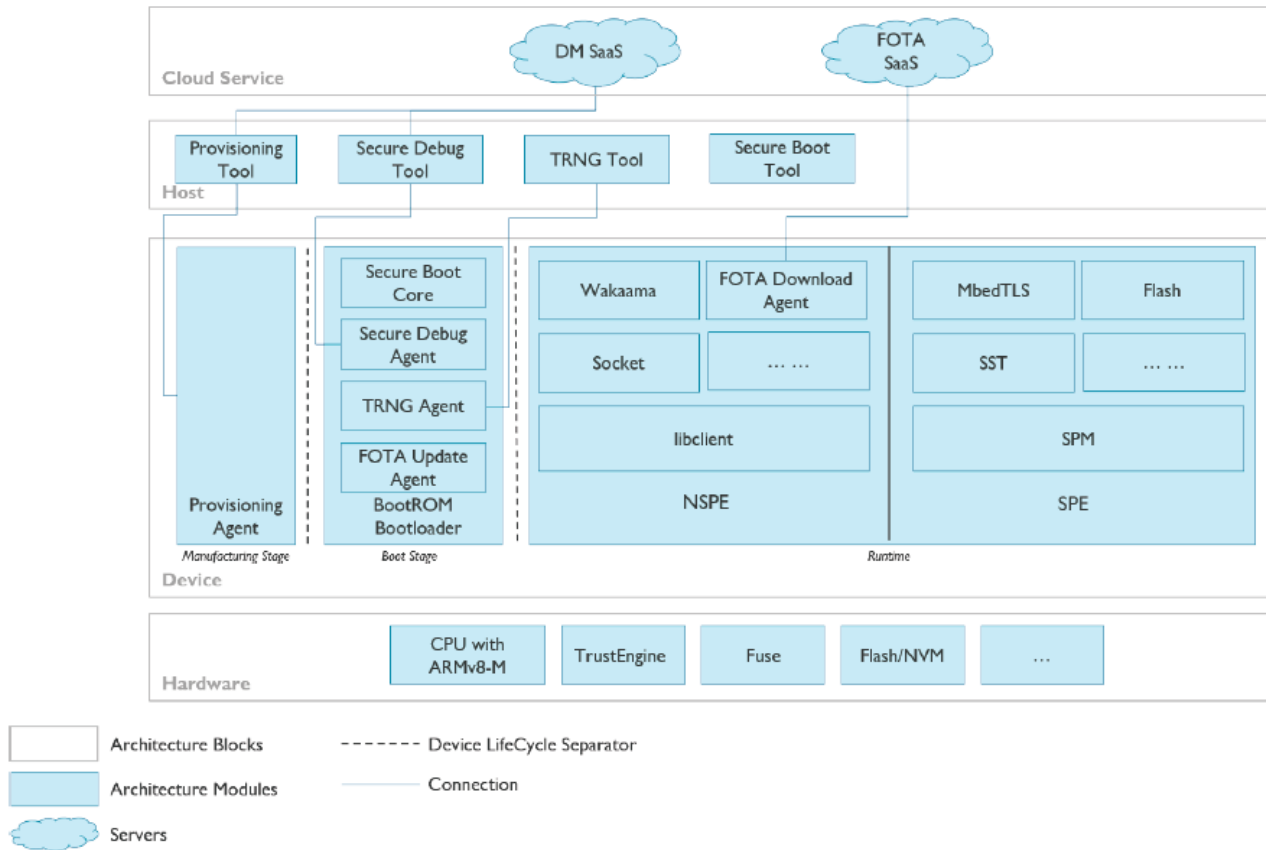 DM SaaS
FOTA
SaaS
Cloud Service
Provisioning
Tool
Secure Debug
Tool
TRNG Tool
Secure Boot
Tool
Host
Secure Boot
Core
Secure Debug
Agent
TRNG Agent
FOTA Update
Agent
Provisioning
Agent
BootROM
Bootloader
Wakaama
FOTA Download
Agent
Socket
... ...
libclient
NSPE
MbedTLS
Flash
SST
... ...
SPM
SPE
Manufacturing Stage
Boot Stage
Runtime
Device
CPU with
ARMv8-M
TrustEngine
Fuse
Flash/NVM
...
Hardware
Architecture Blocks
Device LifeCycle Separator
Architecture Modules
Connection
Servers